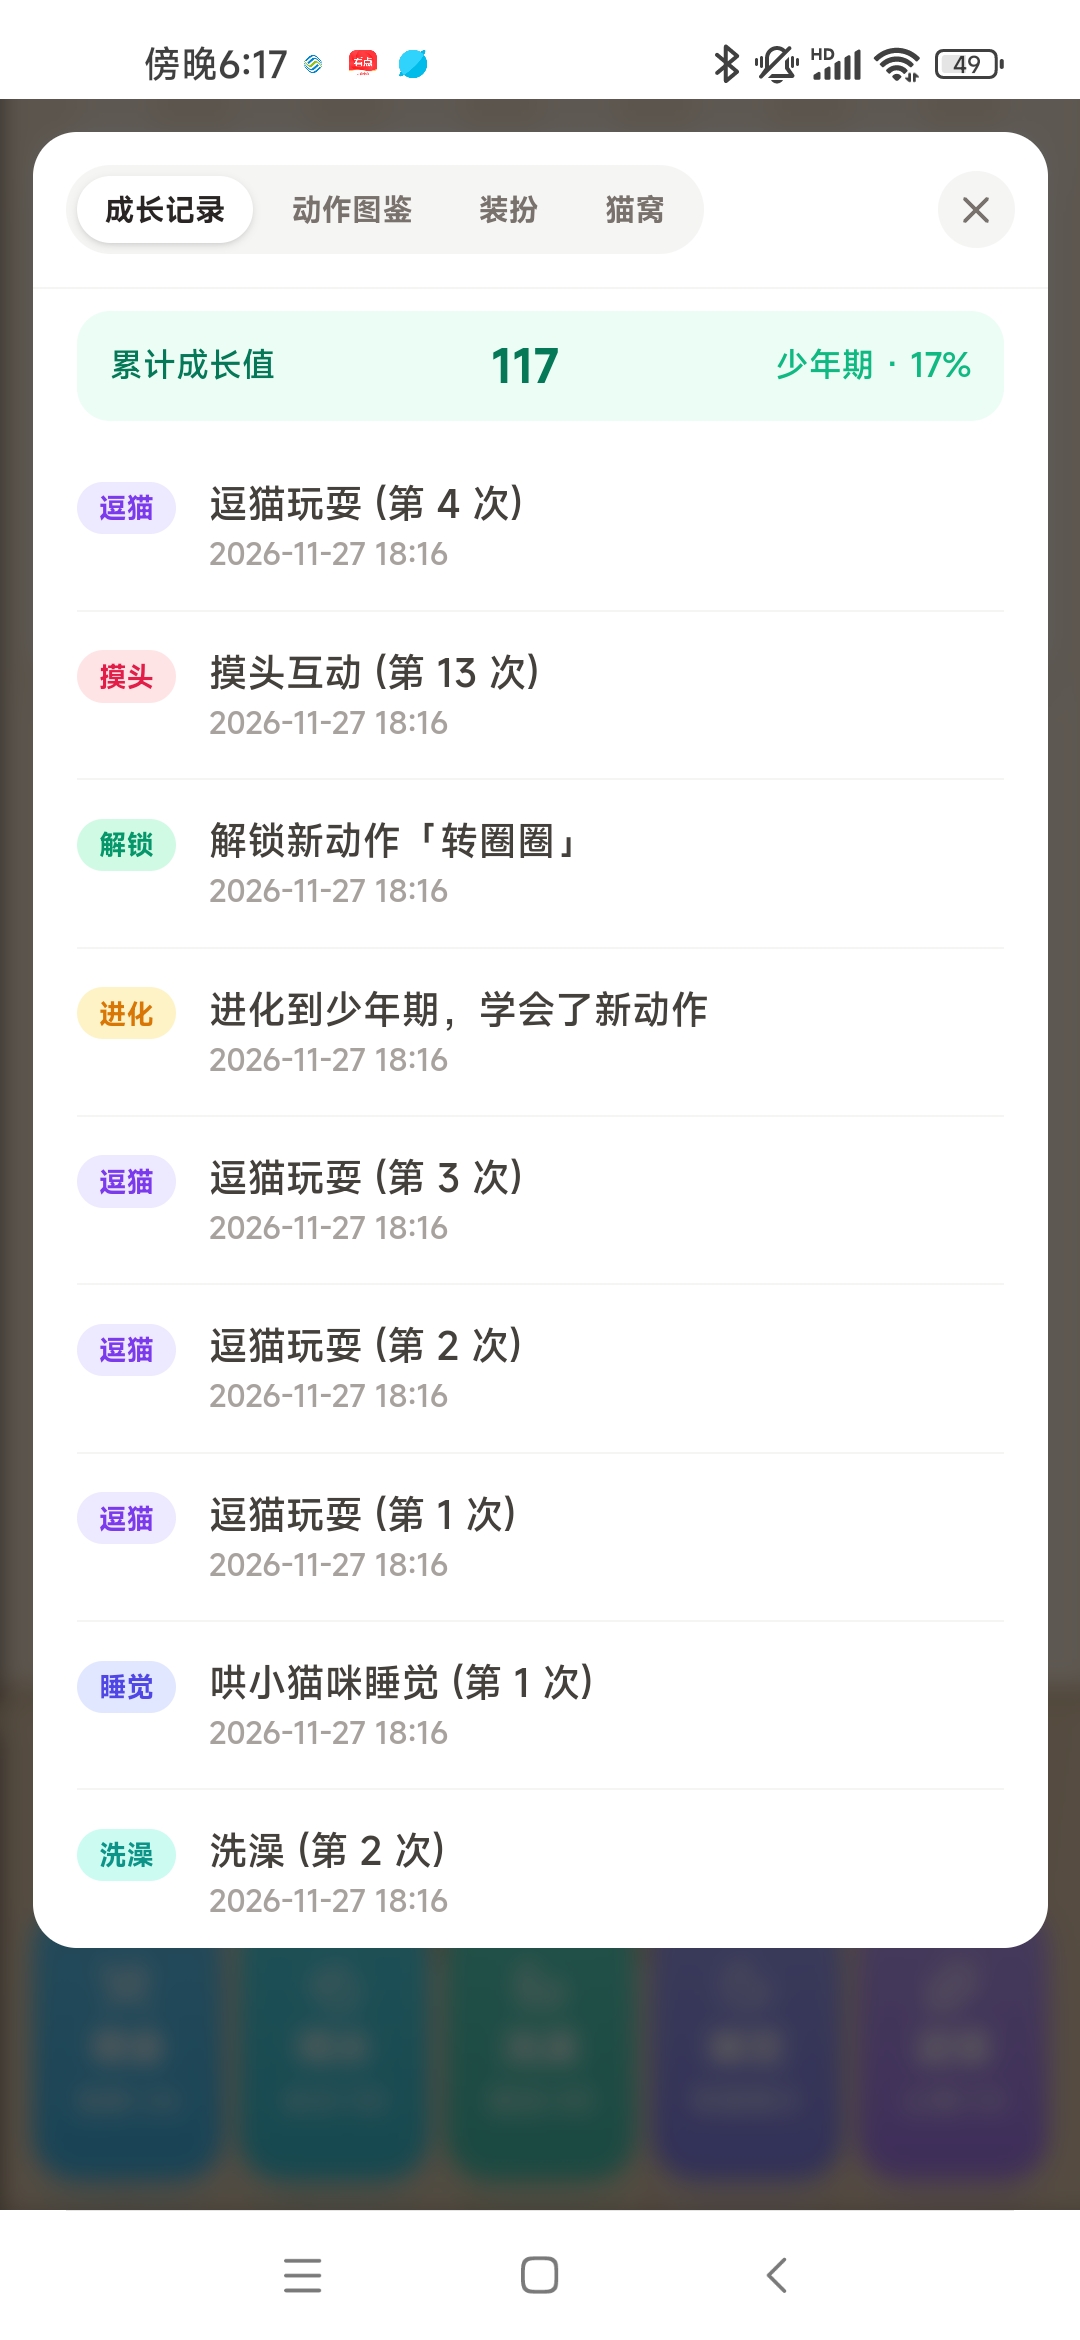 傍晚6:17
有点
HD
49
成长记录 动作图鉴 装扮 猫窝
累计成长值 117 少年期 · 17%
逗猫 逗猫玩耍 (第 4 次)
2026-11-27 18:16
摸头 摸头互动 (第 13 次)
2026-11-27 18:16
解锁 解锁新动作「转圈圈」
2026-11-27 18:16
进化 进化到少年期，学会了新动作
2026-11-27 18:16
逗猫 逗猫玩耍 (第 3 次)
2026-11-27 18:16
逗猫 逗猫玩耍 (第 2 次)
2026-11-27 18:16
逗猫 逗猫玩耍 (第 1 次)
2026-11-27 18:16
睡觉 哄小猫咪睡觉 (第 1 次)
2026-11-27 18:16
洗澡 洗澡 (第 2 次)
2026-11-27 18:16